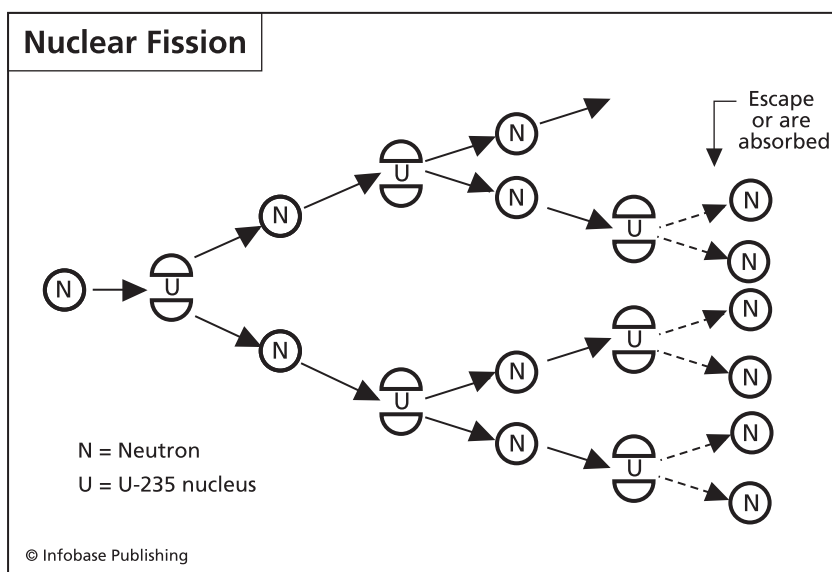 Nuclear Fission
Escape
or are
absorbed
N
N
U
N
N
U
N
U
N
N
N
U
N
N
U
N
N
U
N
N
U
N
N
N = Neutron
U = U-235 nucleus
© Infobase Publishing